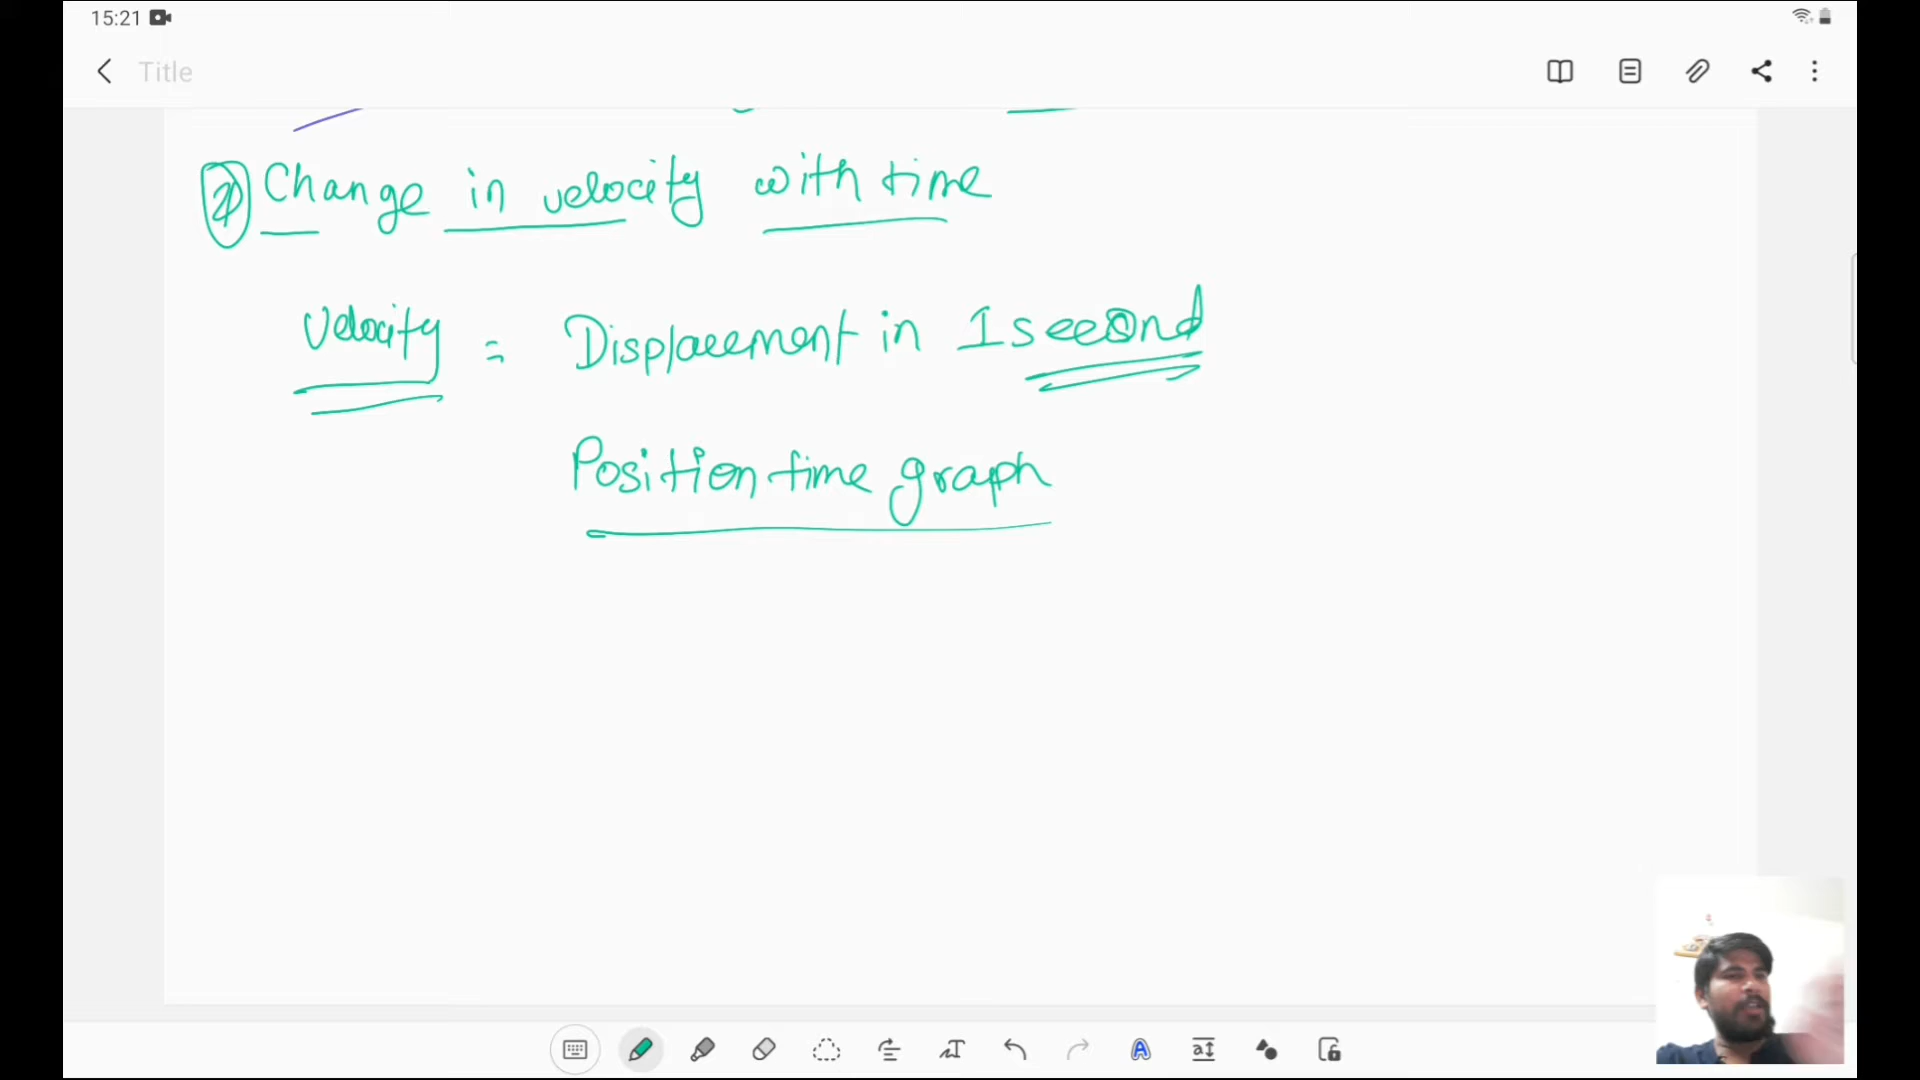 15:21
Title
2 Change in velocity with time
Velocity = Displacement in 1 second
Position time graph